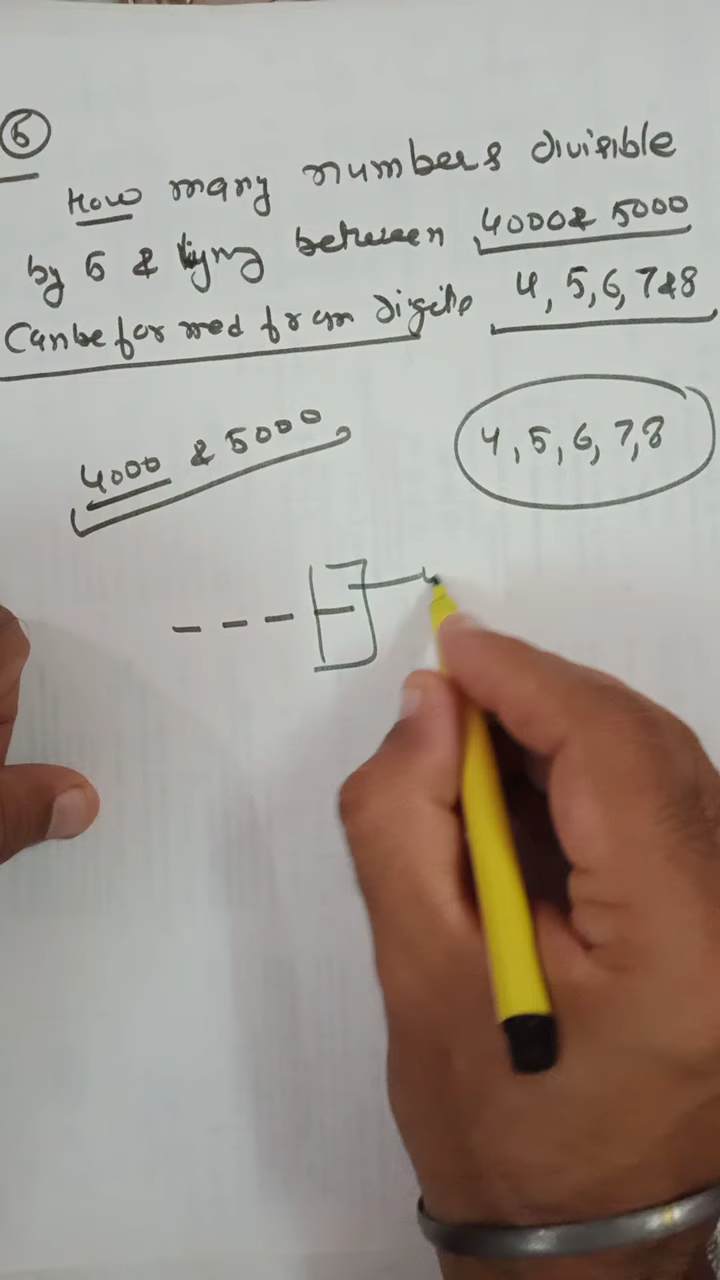 5
How many numbers divisible
by 5 & lying between 4000 & 5000
Can be formed from digits 4, 5, 6, 7 & 8
4000 & 5000
4, 5, 6, 7, 8